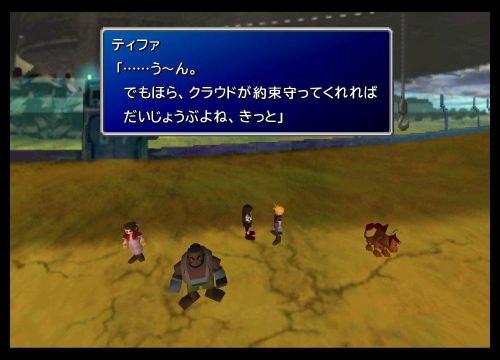 ティファ
「……う～ん。
でもほら、クラウドが約束守ってくれれば
だいじょうぶよね、きっと」